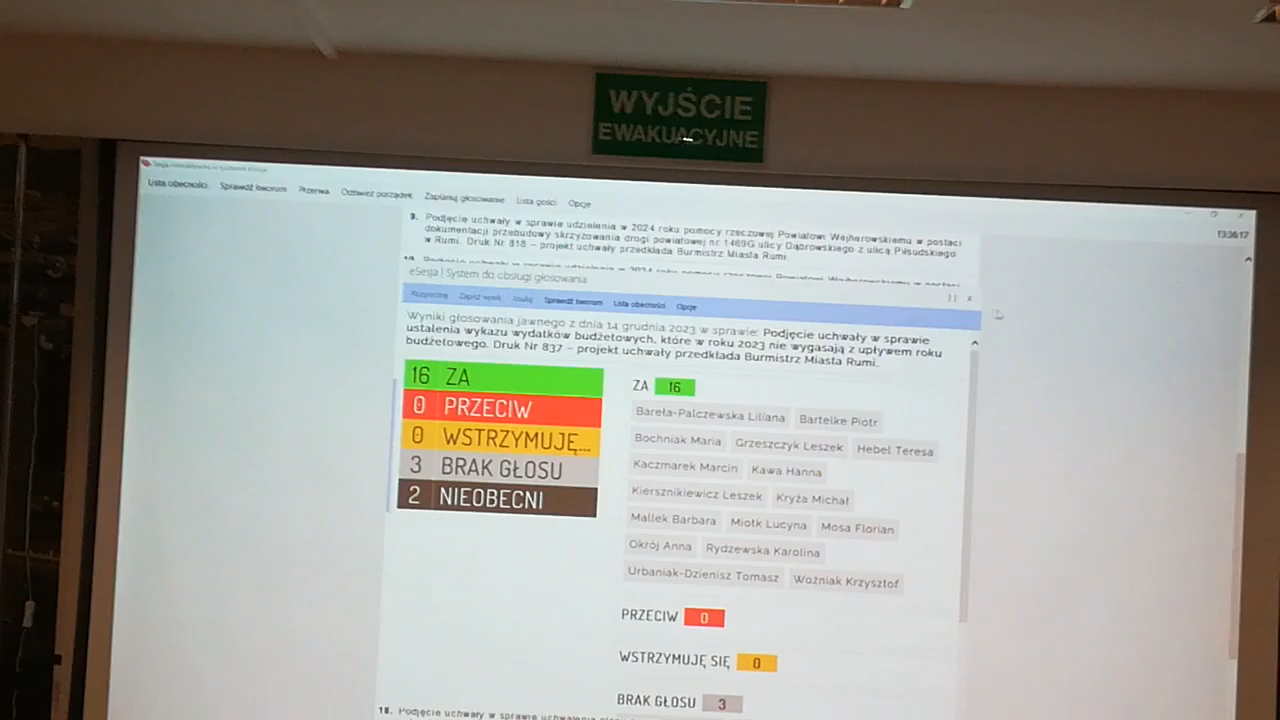 WYJŚCIE
EWAKUACYJNE
Lista obecności Sprawdź kworum Przerwa Odśwież porządek Zaplanuj głosowanie Lista gości Opcje
13:36:17
9. Podjęcie uchwały w sprawie udzielenia w 2024 roku pomocy rzeczowej Powiatowi Wejherowskiemu w postaci
dokumentacji przebudowy skrzyżowania drogi powiatowej nr 1469G ulicy Dąbrowskiego z ulicą Piłsudskiego
w Rumi. Druk Nr 818 – projekt uchwały przedkłada Burmistrz Miasta Rumi.
eSesja | System do obsługi głosowania
Rozpocznij Zapisz wynik Anuluj Sprawdź kworum Lista obecności Opcje
Wyniki głosowania jawnego z dnia 14 grudnia 2023 w sprawie: Podjęcie uchwały w sprawie
ustalenia wykazu wydatków budżetowych, które w roku 2023 nie wygasają z upływem roku
budżetowego. Druk Nr 837 – projekt uchwały przedkłada Burmistrz Miasta Rumi.
16 ZA
0 PRZECIW
0 WSTRZYMUJĘ...
3 BRAK GŁOSU
2 NIEOBECNI
ZA 16
Bareła-Palczewska Liliana Bartelke Piotr
Bochniak Maria Grzeszczyk Leszek Hebel Teresa
Kaczmarek Marcin Kawa Hanna
Kiersznikiewicz Leszek Kryża Michał
Mallek Barbara Miotk Lucyna Mosa Florian
Okrój Anna Rydzewska Karolina
Urbaniak-Dzienisz Tomasz Woźniak Krzysztof
PRZECIW 0
WSTRZYMUJĘ SIĘ 0
BRAK GŁOSU 3
18. Podjęcie uchwały w sprawie uchwalenia